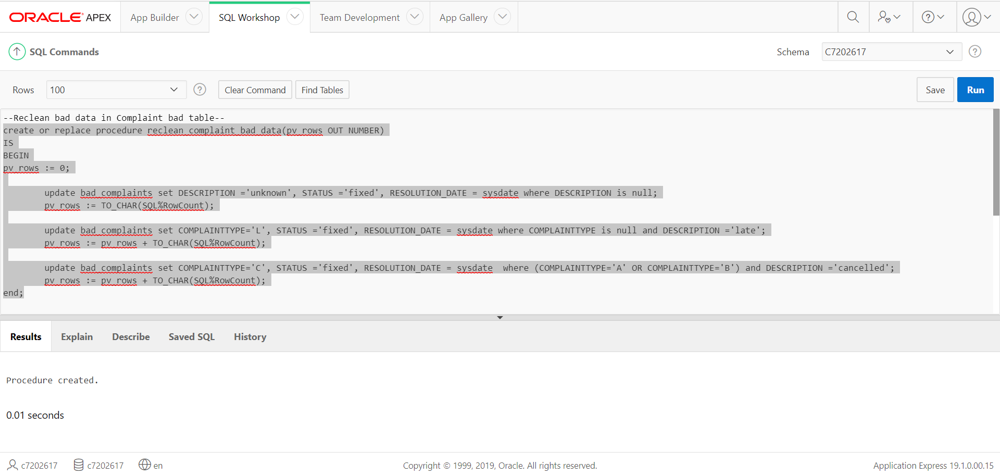 ORACLE APEX App Builder SQL Workshop Team Development App Gallery
SQL Commands Schema C7202617
Rows 100 Clear Command Find Tables Save Run
--Reclean bad data in Complaint bad table--
create or replace procedure reclean_complaint_bad_data(pv_rows OUT NUMBER)
IS
BEGIN
pv_rows := 0;
update bad_complaints set DESCRIPTION ='unknown', STATUS ='fixed', RESOLUTION_DATE = sysdate where DESCRIPTION is null;
pv_rows := TO_CHAR(SQL%RowCount);
update bad_complaints set COMPLAINTTYPE='L', STATUS ='fixed', RESOLUTION_DATE = sysdate where COMPLAINTTYPE is null and DESCRIPTION ='late';
pv_rows := pv_rows + TO_CHAR(SQL%RowCount);
update bad_complaints set COMPLAINTTYPE='C', STATUS ='fixed', RESOLUTION_DATE = sysdate  where (COMPLAINTTYPE='A' OR COMPLAINTTYPE='B') and DESCRIPTION ='cancelled';
pv_rows := pv_rows + TO_CHAR(SQL%RowCount);
end;
Results Explain Describe Saved SQL History
Procedure created.
0.01 seconds
c7202617 c7202617 en Copyright © 1999, 2019, Oracle. All rights reserved. Application Express 19.1.0.00.15